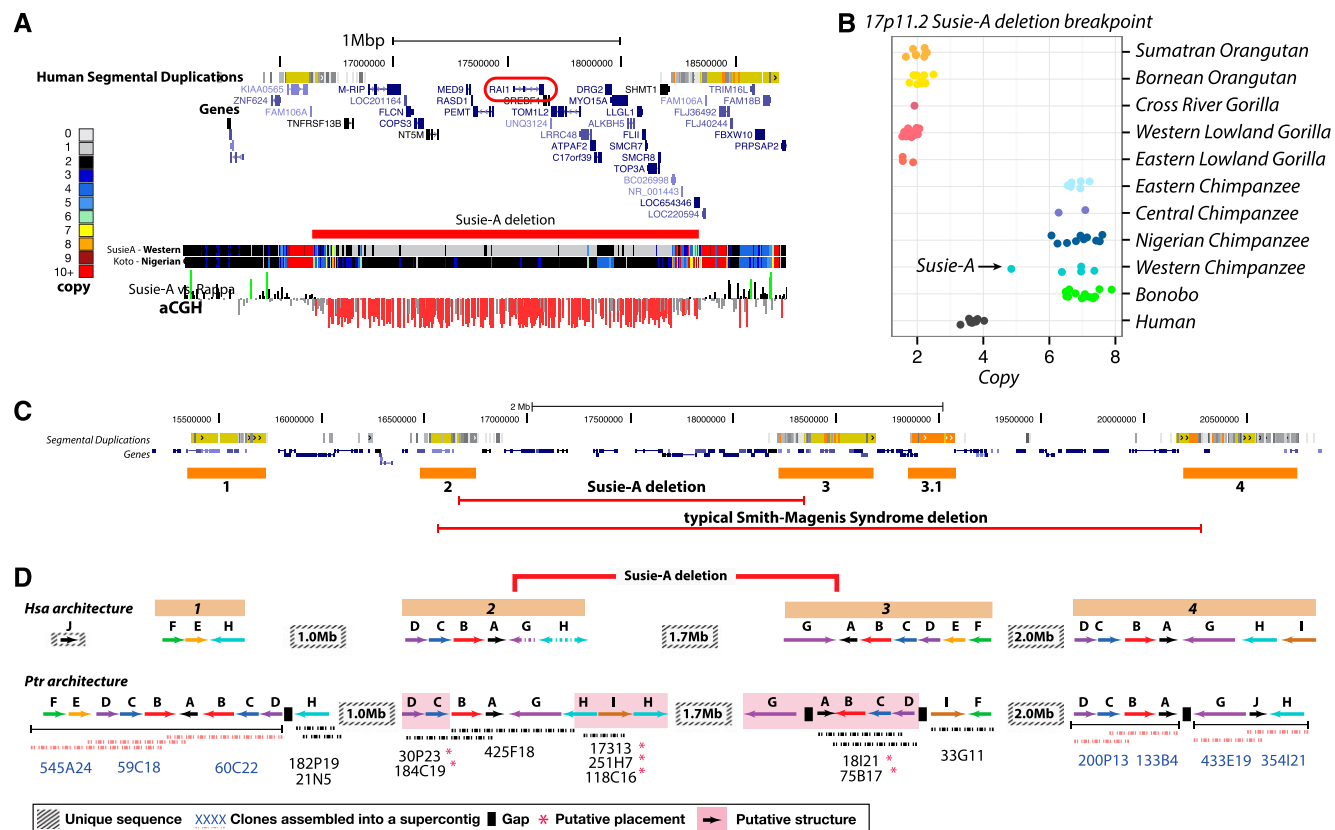 A
1Mbp
17000000
17500000
18000000
18500000
Human Segmental Duplications
Genes
KIAA0565
M-RIP
MED9
RAI1
DRG2
SHMT1
TRIM16L
ZNF624
LOC201164
RASD1
SREBF1
MYO15A
FAM106A
FAM18B
FAM106A
FLCN
PEMT
TOM1L2
LLGL1
FLJ36492
TNFRSF13B
COPS3
UNQ3124
ALKBH5
FLJ40244
NT5M
LRRC48
FLII
FBXW10
ATPAF2
SMCR7
PRPSAP2
C17orf39
SMCR8
TOP3A
BC026998
NR_001443
LOC654346
LOC220594
0
1
2
3
4
5
6
7
8
9
10+
copy
Susie-A deletion
SusieA - Western
Koto - Nigerian
Susie-A vs. Rappa
aCGH
B
17p11.2 Susie-A deletion breakpoint
Sumatran Orangutan
Bornean Orangutan
Cross River Gorilla
Western Lowland Gorilla
Eastern Lowland Gorilla
Eastern Chimpanzee
Central Chimpanzee
Nigerian Chimpanzee
Susie-A
Western Chimpanzee
Bonobo
Human
2 4 6 8
Copy
C
2 Mb
15500000 16000000 16500000 17000000 17500000 18000000 18500000 19000000 19500000 20000000 20500000
Segmental Duplications
Genes
1 2 3 3.1 4
Susie-A deletion
typical Smith-Magenis Syndrome deletion
D
Susie-A deletion
Hsa architecture
1 2 3 4
J F E H D C B A G H G A B C D E F D C B A G H I
1.0Mb 1.7Mb 2.0Mb
Ptr architecture
F E D C B A B C D H D C B A G H I H G A B C D I F D C B A G J H
1.0Mb 1.7Mb 2.0Mb
545A24 59C18 60C22
182P19
21N5
30P23 *
184C19 *
425F18
17313 *
251H7 *
118C16 *
18I21 *
75B17 *
33G11
200P13 133B4 433E19 354I21
Unique sequence XXXX Clones assembled into a supercontig Gap * Putative placement Putative structure